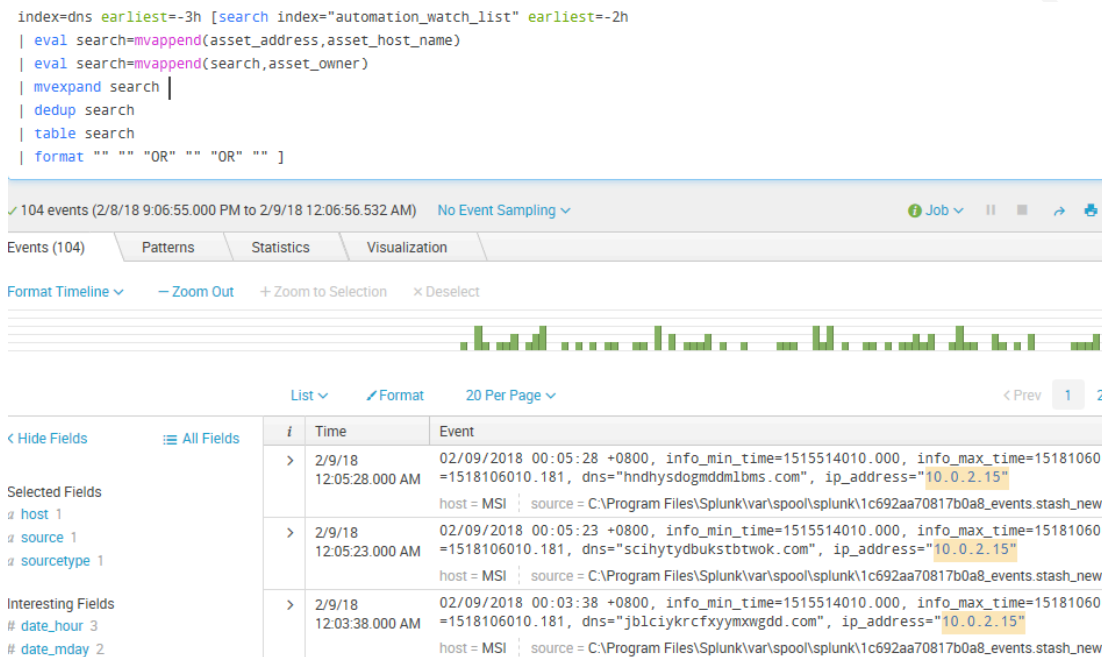 index=dns earliest=-3h [search index="automation_watch_list" earliest=-2h
| eval search=mvappend(asset_address,asset_host_name)
| eval search=mvappend(search,asset_owner)
| mvexpand search
| dedup search
| table search
| format "" "" "OR" "" "OR" "" ]
✓ 104 events (2/8/18 9:06:55.000 PM to 2/9/18 12:06:56.532 AM) No Event Sampling
Job
Events (104) Patterns Statistics Visualization
Format Timeline — Zoom Out + Zoom to Selection × Deselect
List Format 20 Per Page < Prev 1 2
< Hide Fields All Fields i Time Event
> 2/9/18 02/09/2018 00:05:28 +0800, info_min_time=1515514010.000, info_max_time=15181060
12:05:28.000 AM =1518106010.181, dns="hndhysdogmddmlbms.com", ip_address="10.0.2.15"
host = MSI source = C:\Program Files\Splunk\var\spool\splunk\1c692aa70817b0a8_events.stash_new
Selected Fields
a host 1
a source 1
a sourcetype 1
> 2/9/18 02/09/2018 00:05:23 +0800, info_min_time=1515514010.000, info_max_time=15181060
12:05:23.000 AM =1518106010.181, dns="scihytydbukstbtwok.com", ip_address="10.0.2.15"
host = MSI source = C:\Program Files\Splunk\var\spool\splunk\1c692aa70817b0a8_events.stash_new
Interesting Fields
# date_hour 3
# date_mday 2
> 2/9/18 02/09/2018 00:03:38 +0800, info_min_time=1515514010.000, info_max_time=15181060
12:03:38.000 AM =1518106010.181, dns="jblciykrcfxyymxwgdd.com", ip_address="10.0.2.15"
host = MSI source = C:\Program Files\Splunk\var\spool\splunk\1c692aa70817b0a8_events.stash_new